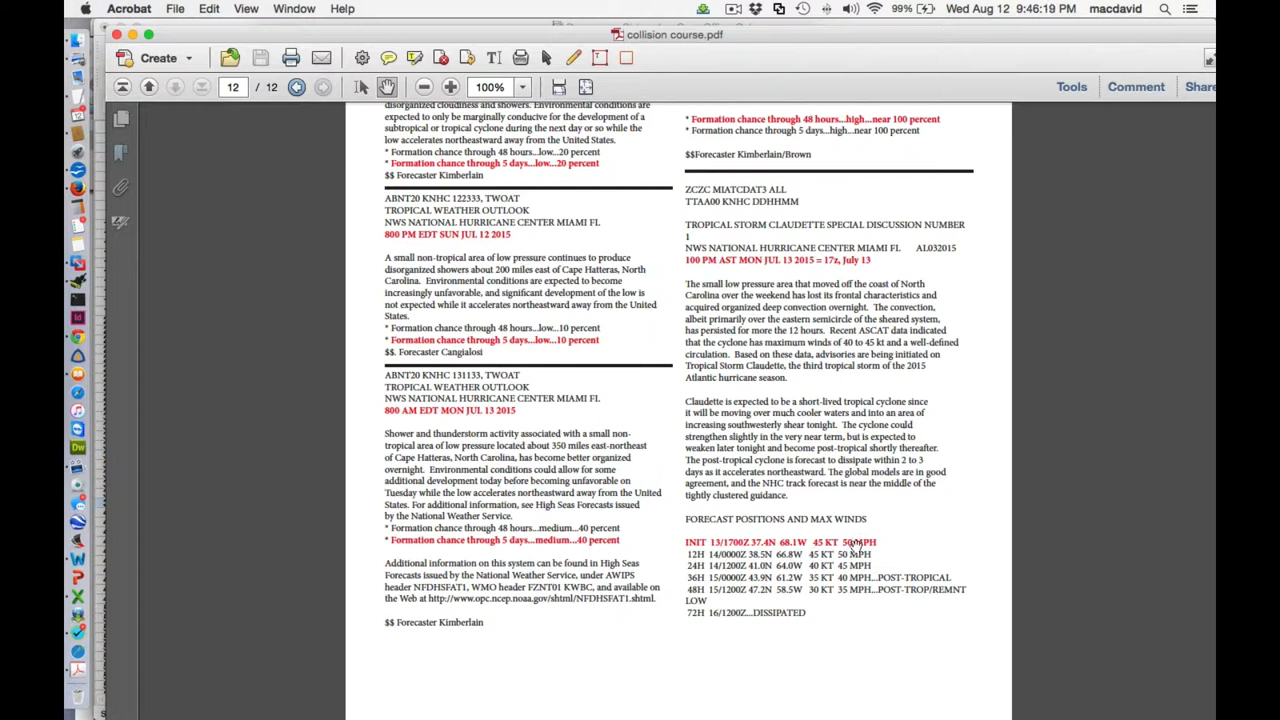 Acrobat File Edit View Window Help
99% Wed Aug 12 9:46:19 PM macdavid
collision course.pdf
Create
12 / 12
100%
Tools Comment Share
disorganized cloudiness and showers. Environmental conditions are
expected to only be marginally conducive for the development of a
subtropical or tropical cyclone during the next day or so while the
low accelerates northeastward away from the United States.
* Formation chance through 48 hours...low...20 percent
* Formation chance through 5 days...low...20 percent
$$ Forecaster Kimberlain
ABNT20 KNHC 122333, TWOAT
TROPICAL WEATHER OUTLOOK
NWS NATIONAL HURRICANE CENTER MIAMI FL
800 PM EDT SUN JUL 12 2015
A small non-tropical area of low pressure continues to produce
disorganized showers about 200 miles east of Cape Hatteras, North
Carolina. Environmental conditions are expected to become
increasingly unfavorable, and significant development of the low is
not expected while it accelerates northeastward away from the United
States.
* Formation chance through 48 hours...low...10 percent
* Formation chance through 5 days...low...10 percent
$$. Forecaster Cangialosi
ABNT20 KNHC 131133, TWOAT
TROPICAL WEATHER OUTLOOK
NWS NATIONAL HURRICANE CENTER MIAMI FL
800 AM EDT MON JUL 13 2015
Shower and thunderstorm activity associated with a small non-
tropical area of low pressure located about 350 miles east-northeast
of Cape Hatteras, North Carolina, has become better organized
overnight. Environmental conditions could allow for some
additional development today before becoming unfavorable on
Tuesday while the low accelerates northeastward away from the United
States. For additional information, see High Seas Forecasts issued
by the National Weather Service.
* Formation chance through 48 hours...medium...40 percent
* Formation chance through 5 days...medium...40 percent
Additional information on this system can be found in High Seas
Forecasts issued by the National Weather Service, under AWIPS
header NFDHSFAT1, WMO header FZNT01 KWBC, and available on
the Web at http://www.opc.ncep.noaa.gov/shtml/NFDHSFAT1.shtml.
$$ Forecaster Kimberlain
* Formation chance through 48 hours...high...near 100 percent
* Formation chance through 5 days...high...near 100 percent
$$Forecaster Kimberlain/Brown
ZCZC MIATCDAT3 ALL
TTAA00 KNHC DDHHMM
TROPICAL STORM CLAUDETTE SPECIAL DISCUSSION NUMBER
1
NWS NATIONAL HURRICANE CENTER MIAMI FL AL032015
100 PM AST MON JUL 13 2015 = 17z, July 13
The small low pressure area that moved off the coast of North
Carolina over the weekend has lost its frontal characteristics and
acquired organized deep convection overnight. The convection,
albeit primarily over the eastern semicircle of the sheared system,
has persisted for more the 12 hours. Recent ASCAT data indicated
that the cyclone has maximum winds of 40 to 45 kt and a well-defined
circulation. Based on these data, advisories are being initiated on
Tropical Storm Claudette, the third tropical storm of the 2015
Atlantic hurricane season.
Claudette is expected to be a short-lived tropical cyclone since
it will be moving over much cooler waters and into an area of
increasing southwesterly shear tonight. The cyclone could
strengthen slightly in the very near term, but is expected to
weaken later tonight and become post-tropical shortly thereafter.
The post-tropical cyclone is forecast to dissipate within 2 to 3
days as it accelerates northeastward. The global models are in good
agreement, and the NHC track forecast is near the middle of the
tightly clustered guidance.
FORECAST POSITIONS AND MAX WINDS
INIT 13/1700Z 37.4N 68.1W 45 KT 50 MPH
12H 14/0000Z 38.5N 66.8W 45 KT 50 MPH
24H 14/1200Z 41.0N 64.0W 40 KT 45 MPH
36H 15/0000Z 43.9N 61.2W 35 KT 40 MPH...POST-TROPICAL
48H 15/1200Z 47.2N 58.5W 30 KT 35 MPH...POST-TROP/REMNT
LOW
72H 16/1200Z...DISSIPATED